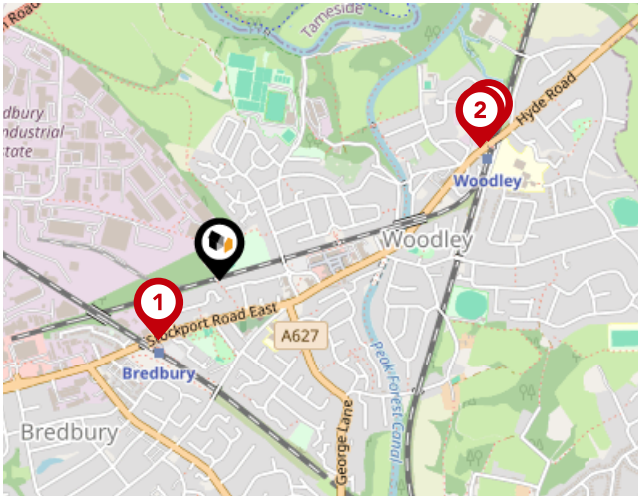 Road
Tameside
dbury
ndustrial
state
Hyde Road
2
Woodley
Woodley
1
Stockport Road East
A627
Bredbury
Peak Forest Canal
Bredbury
George Lane